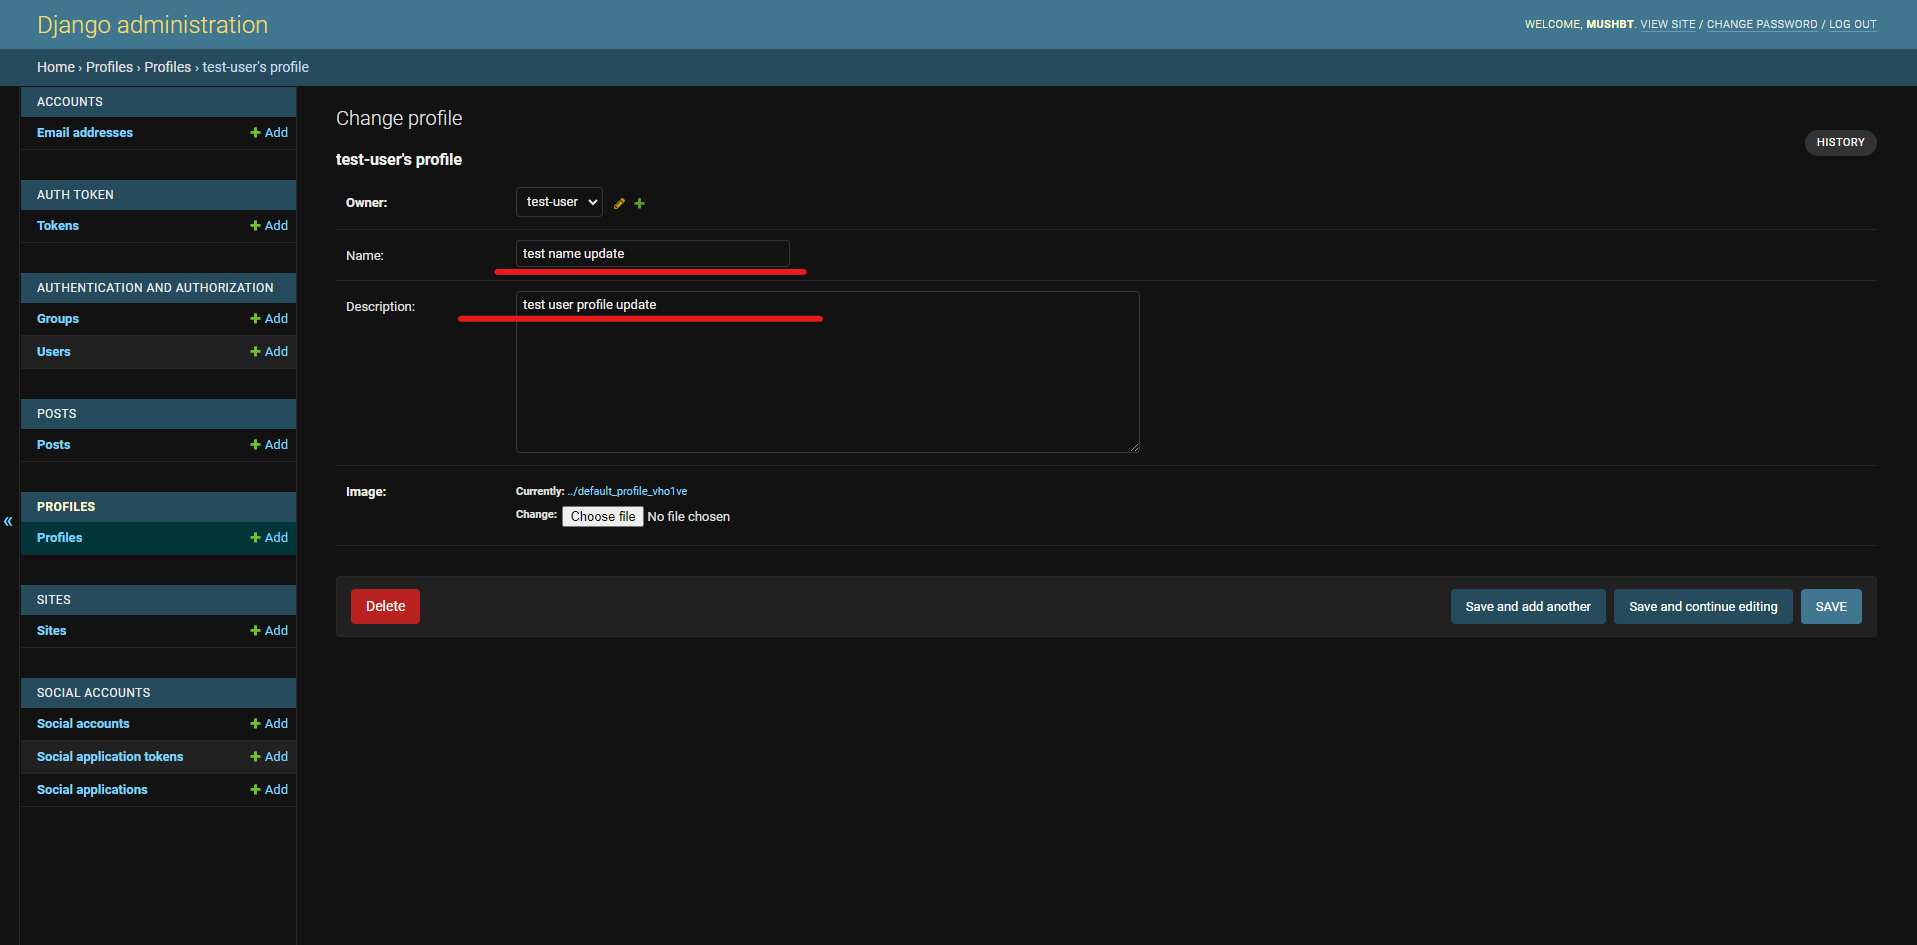 Django administration
WELCOME, MUSHBT. VIEW SITE / CHANGE PASSWORD / LOG OUT
Home › Profiles › Profiles › test-user's profile
«
ACCOUNTS
Email addresses + Add
AUTH TOKEN
Tokens + Add
AUTHENTICATION AND AUTHORIZATION
Groups + Add
Users + Add
POSTS
Posts + Add
PROFILES
Profiles + Add
SITES
Sites + Add
SOCIAL ACCOUNTS
Social accounts + Add
Social application tokens + Add
Social applications + Add
Change profile
HISTORY
test-user's profile
Owner: test-user
Name: test name update
Description: test user profile update
Image: Currently: ../default_profile_vho1ve
Change: Choose file No file chosen
Delete Save and add another Save and continue editing SAVE